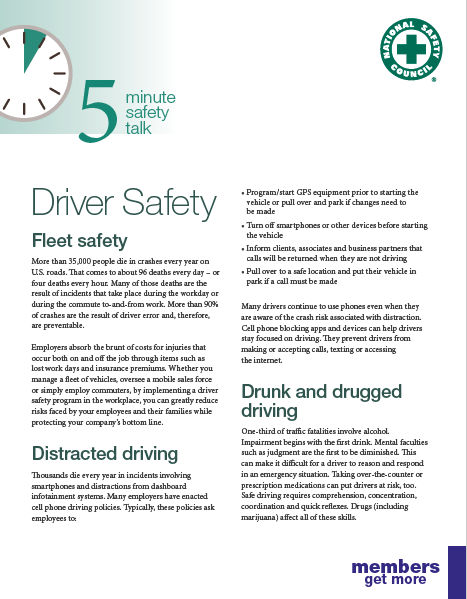 NATIONAL SAFETY COUNCIL
5 minute
safety
talk
Driver Safety
Fleet safety
More than 35,000 people die in crashes every year on
U.S. roads. That comes to about 96 deaths every day – or
four deaths every hour. Many of those deaths are the
result of incidents that take place during the workday or
during the commute to-and-from work. More than 90%
of crashes are the result of driver error and, therefore,
are preventable.
Employers absorb the brunt of costs for injuries that
occur both on and off the job through items such as
lost work days and insurance premiums. Whether you
manage a fleet of vehicles, oversee a mobile sales force
or simply employ commuters, by implementing a driver
safety program in the workplace, you can greatly reduce
risks faced by your employees and their families while
protecting your company's bottom line.
Distracted driving
Thousands die every year in incidents involving
smartphones and distractions from dashboard
infotainment systems. Many employers have enacted
cell phone driving policies. Typically, these policies ask
employees to:
• Program/start GPS equipment prior to starting the
vehicle or pull over and park if changes need to
be made
• Turn off smartphones or other devices before starting
the vehicle
• Inform clients, associates and business partners that
calls will be returned when they are not driving
• Pull over to a safe location and put their vehicle in
park if a call must be made
Many drivers continue to use phones even when they
are aware of the crash risk associated with distraction.
Cell phone blocking apps and devices can help drivers
stay focused on driving. They prevent drivers from
making or accepting calls, texting or accessing
the internet.
Drunk and drugged
driving
One-third of traffic fatalities involve alcohol.
Impairment begins with the first drink. Mental faculties
such as judgment are the first to be diminished. This
can make it difficult for a driver to reason and respond
in an emergency situation. Taking over-the-counter or
prescription medications can put drivers at risk, too.
Safe driving requires comprehension, concentration,
coordination and quick reflexes. Drugs (including
marijuana) affect all of these skills.
members
get more